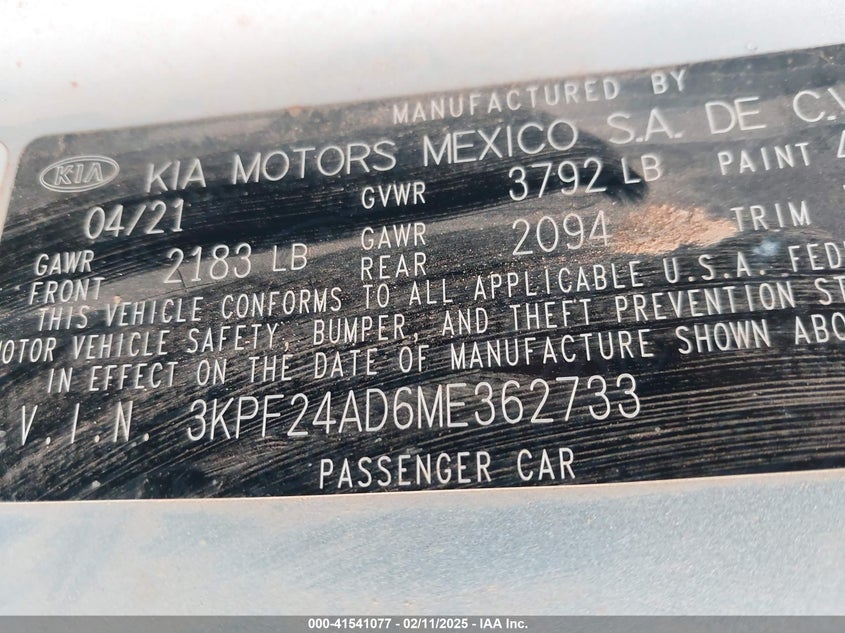 MANUFACTURED BY
KIA KIA MOTORS MEXICO S.A. DE C.V
04/21 GVWR 3792 LB PAINT
GAWR FRONT 2183 LB GAWR REAR 2094 TRIM
THIS VEHICLE CONFORMS TO ALL APPLICABLE U.S.A. FEDE
MOTOR VEHICLE SAFETY, BUMPER, AND THEFT PREVENTION ST
IN EFFECT ON THE DATE OF MANUFACTURE SHOWN ABO
V.I.N. 3KPF24AD6ME362733
PASSENGER CAR
000-41541077 - 02/11/2025 - IAA Inc.